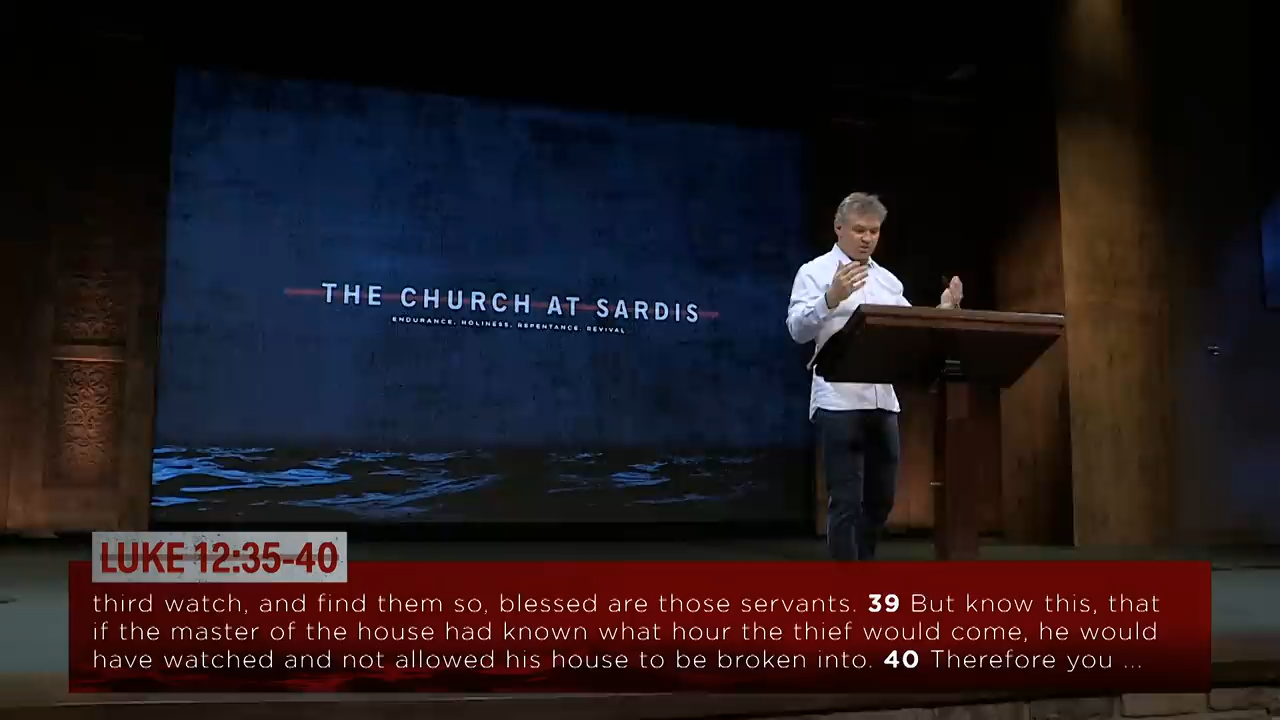 THE CHURCH AT SARDIS
ENDURANCE. HOLINESS. REPENTANCE. REVIVAL.
LUKE 12:35-40
third watch, and find them so, blessed are those servants. 39 But know this, that
if the master of the house had known what hour the thief would come, he would
have watched and not allowed his house to be broken into. 40 Therefore you ...